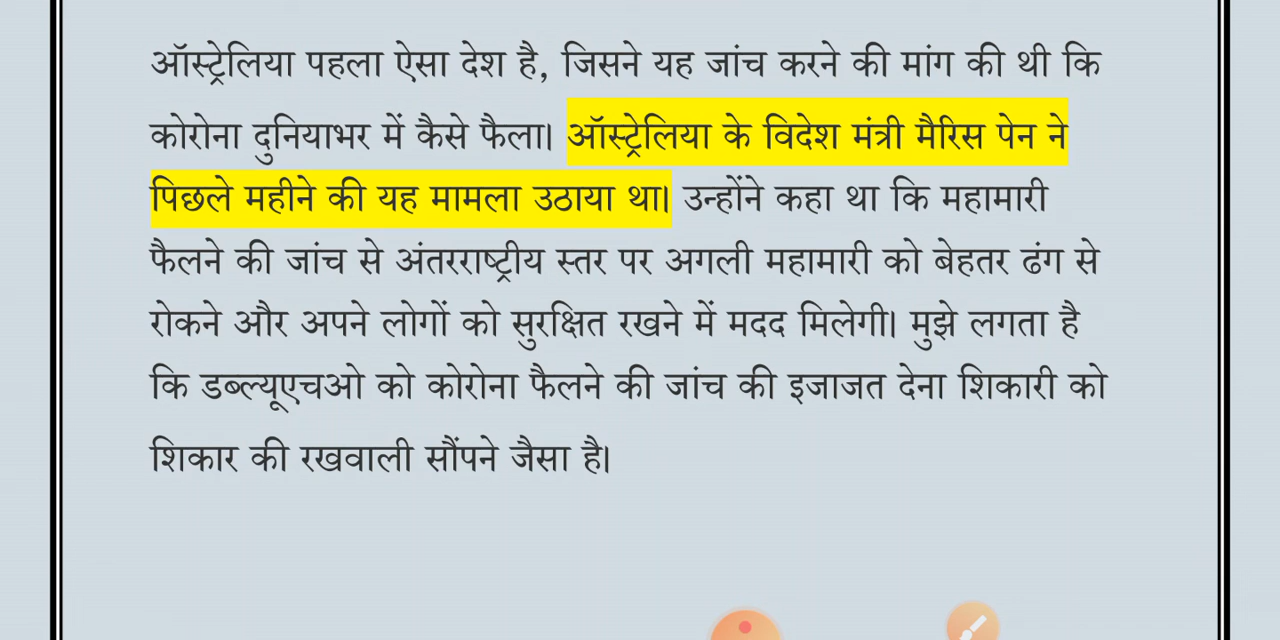 ऑस्ट्रेलिया पहला ऐसा देश है, जिसने यह जांच करने की मांग की थी कि
कोरोना दुनियाभर में कैसे फैला। ऑस्ट्रेलिया के विदेश मंत्री मैरिस पेन ने
पिछले महीने की यह मामला उठाया था। उन्होंने कहा था कि महामारी
फैलने की जांच से अंतरराष्ट्रीय स्तर पर अगली महामारी को बेहतर ढंग से
रोकने और अपने लोगों को सुरक्षित रखने में मदद मिलेगी। मुझे लगता है
कि डब्ल्यूएचओ को कोरोना फैलने की जांच की इजाजत देना शिकारी को
शिकार की रखवाली सौंपने जैसा है।